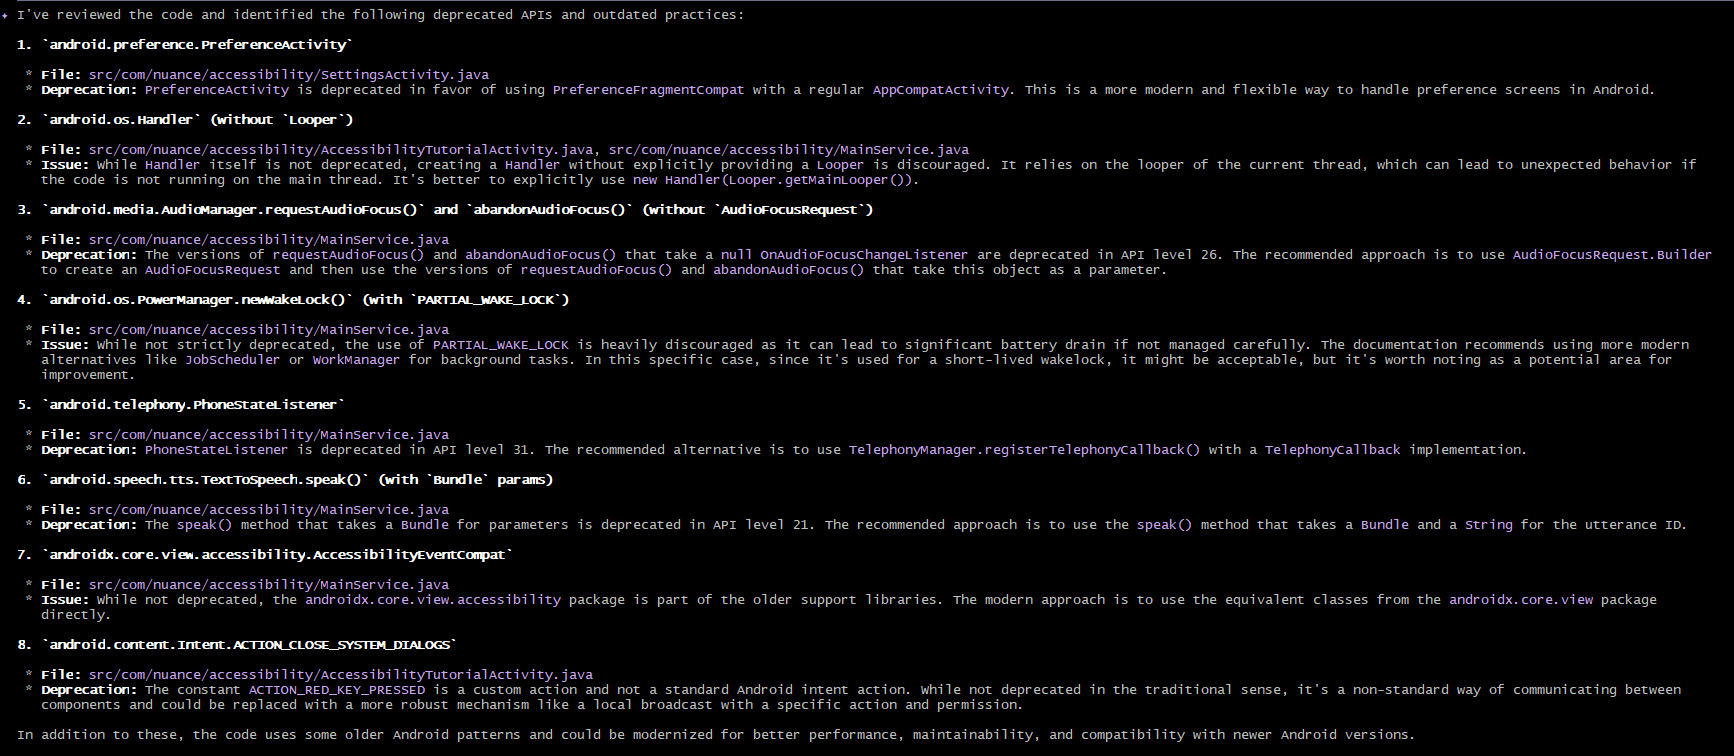 ✦ I've reviewed the code and identified the following deprecated APIs and outdated practices:
1. `android.preference.PreferenceActivity`
* File: src/com/nuance/accessibility/SettingsActivity.java
* Deprecation: PreferenceActivity is deprecated in favor of using PreferenceFragmentCompat with a regular AppCompatActivity. This is a more modern and flexible way to handle preference screens in Android.
2. `android.os.Handler` (without `Looper`)
* File: src/com/nuance/accessibility/AccessibilityTutorialActivity.java, src/com/nuance/accessibility/MainService.java
* Issue: While Handler itself is not deprecated, creating a Handler without explicitly providing a Looper is discouraged. It relies on the looper of the current thread, which can lead to unexpected behavior if
the code is not running on the main thread. It's better to explicitly use new Handler(Looper.getMainLooper()).
3. `android.media.AudioManager.requestAudioFocus()` and `abandonAudioFocus()` (without `AudioFocusRequest`)
* File: src/com/nuance/accessibility/MainService.java
* Deprecation: The versions of requestAudioFocus() and abandonAudioFocus() that take a null OnAudioFocusChangeListener are deprecated in API level 26. The recommended approach is to use AudioFocusRequest.Builder
to create an AudioFocusRequest and then use the versions of requestAudioFocus() and abandonAudioFocus() that take this object as a parameter.
4. `android.os.PowerManager.newWakeLock()` (with `PARTIAL_WAKE_LOCK`)
* File: src/com/nuance/accessibility/MainService.java
* Issue: While not strictly deprecated, the use of PARTIAL_WAKE_LOCK is heavily discouraged as it can lead to significant battery drain if not managed carefully. The documentation recommends using more modern
alternatives like JobScheduler or WorkManager for background tasks. In this specific case, since it's used for a short-lived wakelock, it might be acceptable, but it's worth noting as a potential area for
improvement.
5. `android.telephony.PhoneStateListener`
* File: src/com/nuance/accessibility/MainService.java
* Deprecation: PhoneStateListener is deprecated in API level 31. The recommended alternative is to use TelephonyManager.registerTelephonyCallback() with a TelephonyCallback implementation.
6. `android.speech.tts.TextToSpeech.speak()` (with `Bundle` params)
* File: src/com/nuance/accessibility/MainService.java
* Deprecation: The speak() method that takes a Bundle for parameters is deprecated in API level 21. The recommended approach is to use the speak() method that takes a Bundle and a String for the utterance ID.
7. `androidx.core.view.accessibility.AccessibilityEventCompat`
* File: src/com/nuance/accessibility/MainService.java
* Issue: While not deprecated, the androidx.core.view.accessibility package is part of the older support libraries. The modern approach is to use the equivalent classes from the androidx.core.view package
directly.
8. `android.content.Intent.ACTION_CLOSE_SYSTEM_DIALOGS`
* File: src/com/nuance/accessibility/AccessibilityTutorialActivity.java
* Deprecation: The constant ACTION_RED_KEY_PRESSED is a custom action and not a standard Android intent action. While not deprecated in the traditional sense, it's a non-standard way of communicating between
components and could be replaced with a more robust mechanism like a local broadcast with a specific action and permission.
In addition to these, the code uses some older Android patterns and could be modernized for better performance, maintainability, and compatibility with newer Android versions.